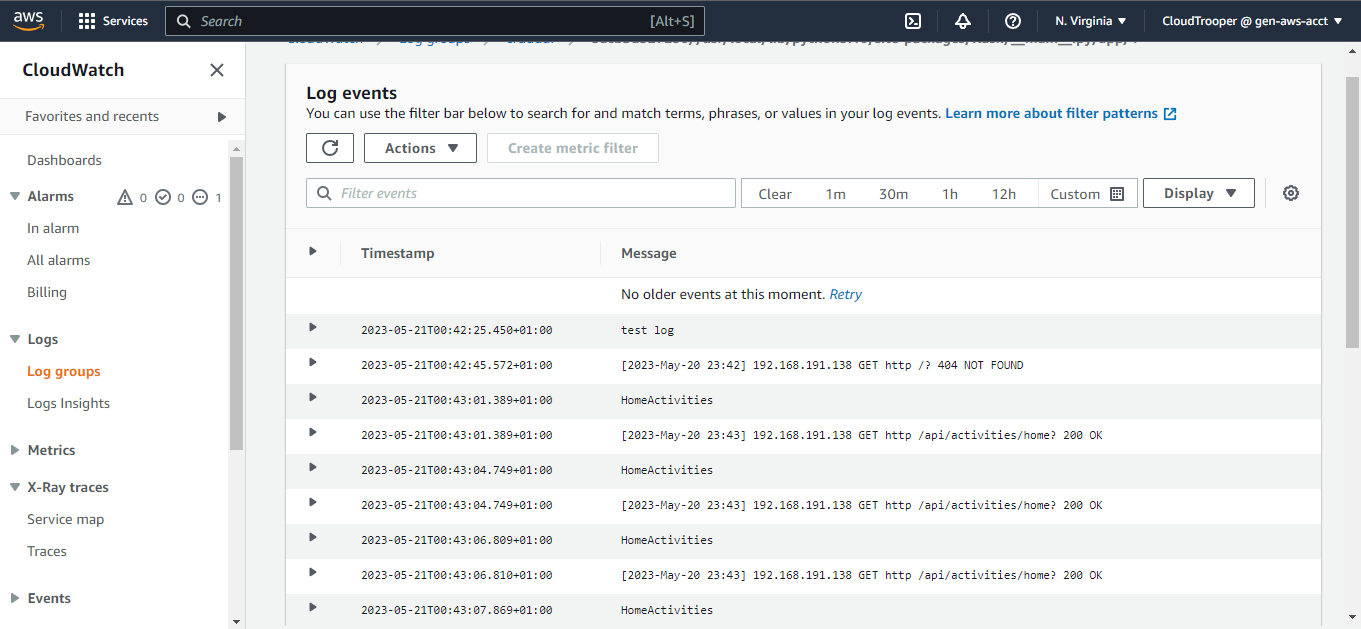 aws Services Search [Alt+S] N. Virginia CloudTrooper @ gen-aws-acct
CloudWatch
Favorites and recents
Dashboards
Alarms 0 0 1
In alarm
All alarms
Billing
Logs
Log groups
Logs Insights
Metrics
X-Ray traces
Service map
Traces
Events
CloudWatch Log groups
Log events
You can use the filter bar below to search for and match terms, phrases, or values in your log events. Learn more about filter patterns
Actions Create metric filter
Filter events Clear 1m 30m 1h 12h Custom Display
Timestamp Message
No older events at this moment. Retry
2023-05-21T00:42:25.450+01:00 test log
2023-05-21T00:42:45.572+01:00 [2023-May-20 23:42] 192.168.191.138 GET http /? 404 NOT FOUND
2023-05-21T00:43:01.389+01:00 HomeActivities
2023-05-21T00:43:01.389+01:00 [2023-May-20 23:43] 192.168.191.138 GET http /api/activities/home? 200 OK
2023-05-21T00:43:04.749+01:00 HomeActivities
2023-05-21T00:43:04.749+01:00 [2023-May-20 23:43] 192.168.191.138 GET http /api/activities/home? 200 OK
2023-05-21T00:43:06.809+01:00 HomeActivities
2023-05-21T00:43:06.810+01:00 [2023-May-20 23:43] 192.168.191.138 GET http /api/activities/home? 200 OK
2023-05-21T00:43:07.869+01:00 HomeActivities